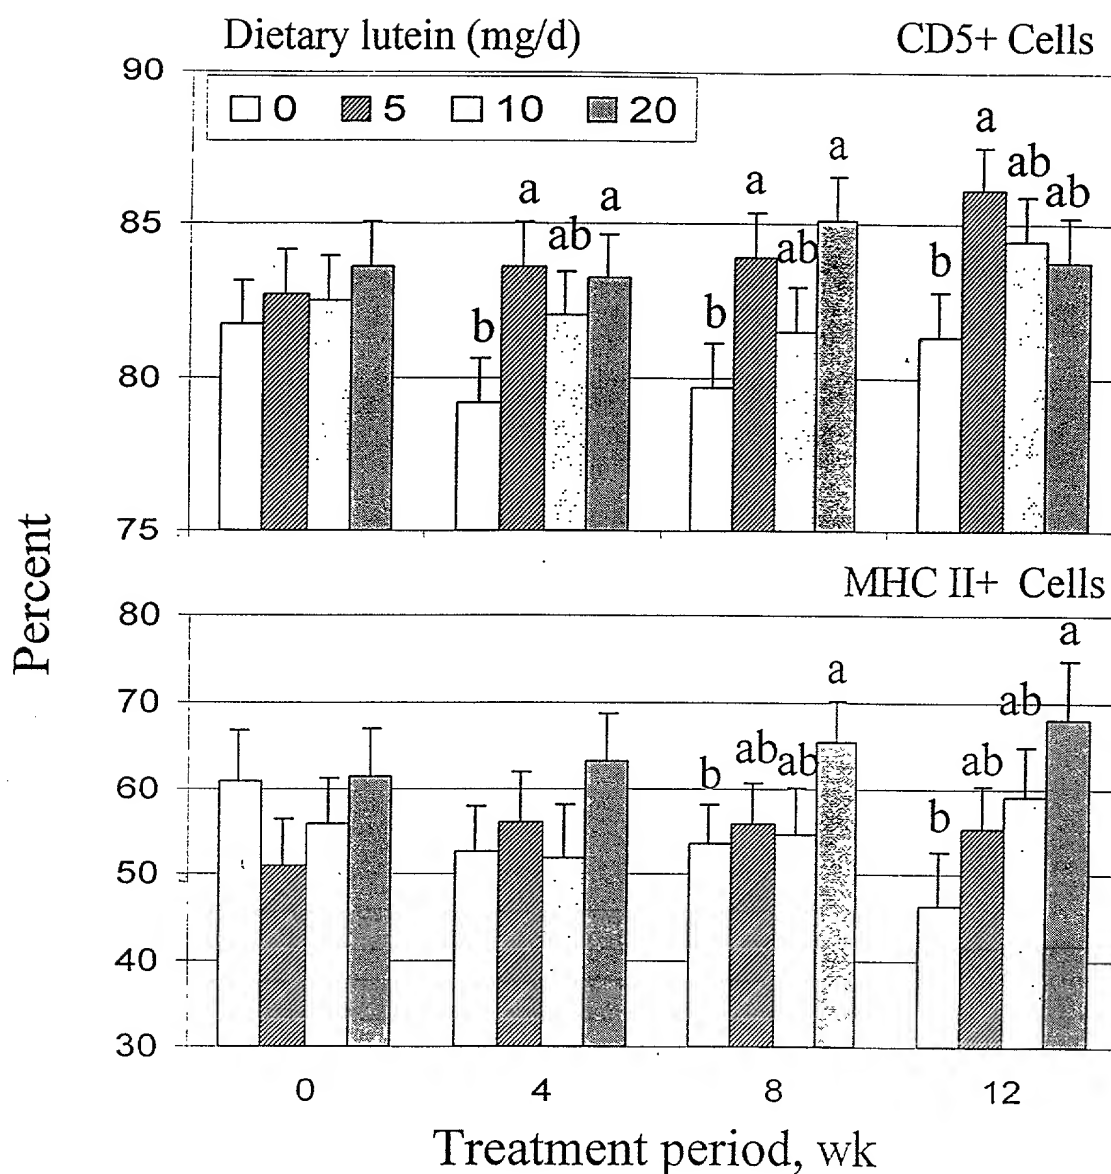 Dietary lutein (mg/d) CD5+ Cells
90
0 5 10 20
a a a
a a ab
85 ab ab ab
b b b
80
75
Percent
MHC II+ Cells
80
a a
70 ab
ab ab ab
60 b b
50
40
30
0 4 8 12
Treatment period, wk